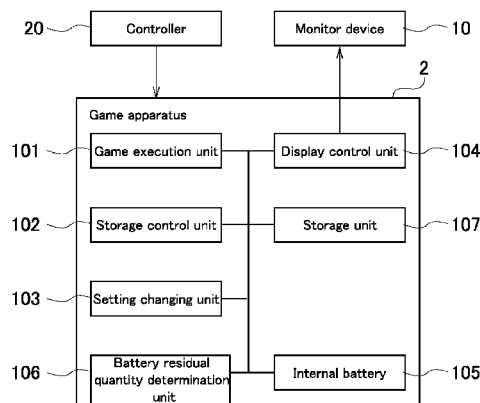 20
Controller
Monitor device
10
2
Game apparatus
101
Game execution unit
Display control unit
104
102
Storage control unit
Storage unit
107
103
Setting changing unit
106
Battery residual
quantity determination
unit
Internal battery
105